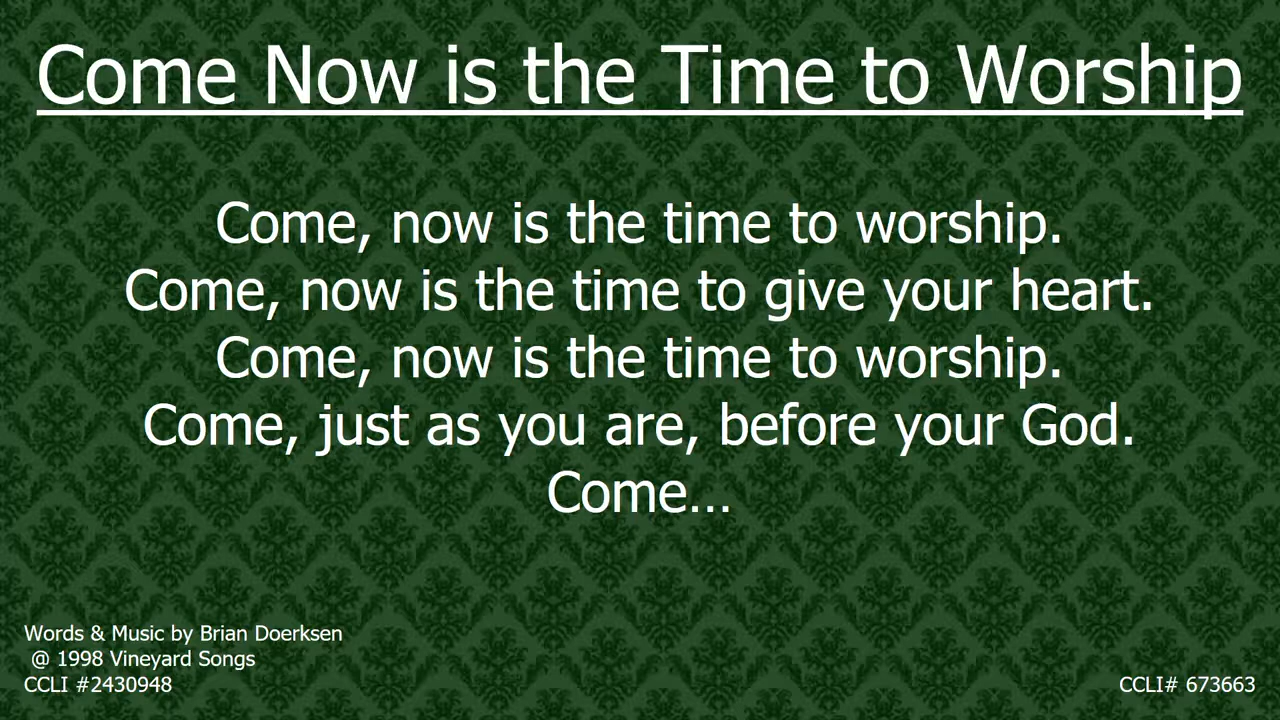 Come Now is the Time to Worship
Come, now is the time to worship.
Come, now is the time to give your heart.
Come, now is the time to worship.
Come, just as you are, before your God.
Come...
Words & Music by Brian Doerksen
@ 1998 Vineyard Songs
CCLI #2430948
CCLI# 673663